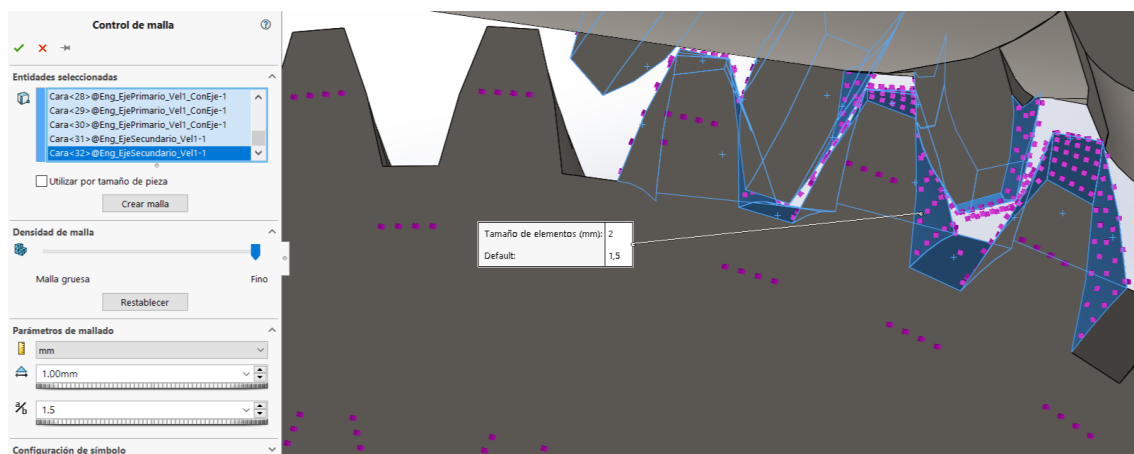 Control de malla
Entidades seleccionadas
Cara<28>@Eng_EjePrimario_Vel1_ConEje-1
Cara<29>@Eng_EjePrimario_Vel1_ConEje-1
Cara<30>@Eng_EjePrimario_Vel1_ConEje-1
Cara<31>@Eng_EjeSecundario_Vel1-1
Cara<32>@Eng_EjeSecundario_Vel1-1
Utilizar por tamaño de pieza
Crear malla
Densidad de malla
Malla gruesa Fino
Restablecer
Parámetros de mallado
mm
1.00mm
a/b 1.5
Configuración de símbolo
Tamaño de elementos (mm): 2
Default: 1,5